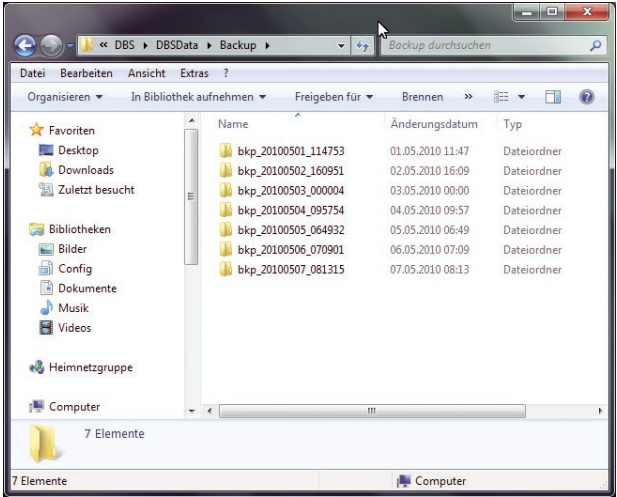 « DBS ▸ DBSData ▸ Backup ▸ Backup durchsuchen
Datei Bearbeiten Ansicht Extras ?
Organisieren ▾ In Bibliothek aufnehmen ▾ Freigeben für ▾ Brennen »
Favoriten
Desktop
Downloads
Zuletzt besucht
Bibliotheken
Bilder
Config
Dokumente
Musik
Videos
Heimnetzgruppe
Computer
Name Änderungsdatum Typ
bkp_20100501_114753 01.05.2010 11:47 Dateiordner
bkp_20100502_160951 02.05.2010 16:09 Dateiordner
bkp_20100503_000004 03.05.2010 00:00 Dateiordner
bkp_20100504_095754 04.05.2010 09:57 Dateiordner
bkp_20100505_064932 05.05.2010 06:49 Dateiordner
bkp_20100506_070901 06.05.2010 07:09 Dateiordner
bkp_20100507_081315 07.05.2010 08:13 Dateiordner
7 Elemente
7 Elemente Computer